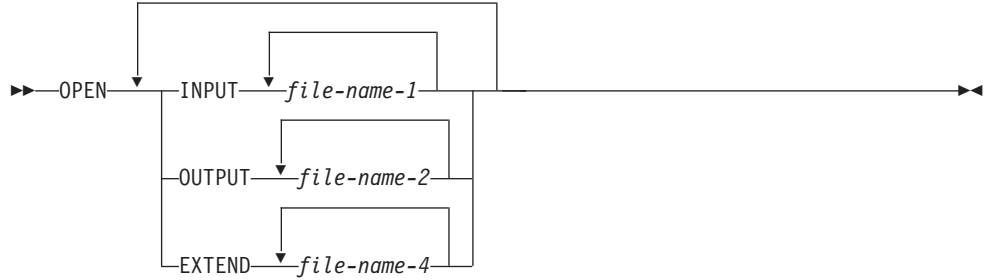 OPEN INPUT file-name-1
OUTPUT file-name-2
EXTEND file-name-4